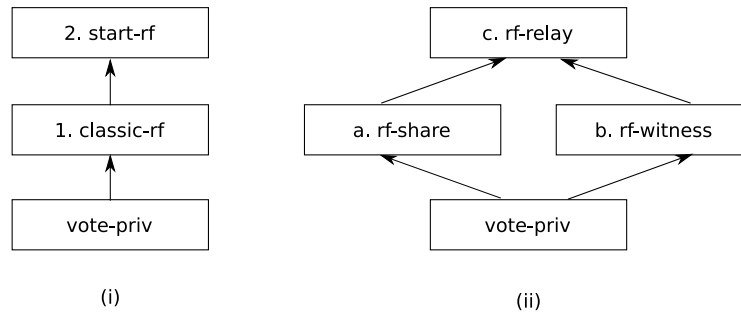 2. start-rf
1. classic-rf
vote-priv
(i)
c. rf-relay
a. rf-share
b. rf-witness
vote-priv
(ii)